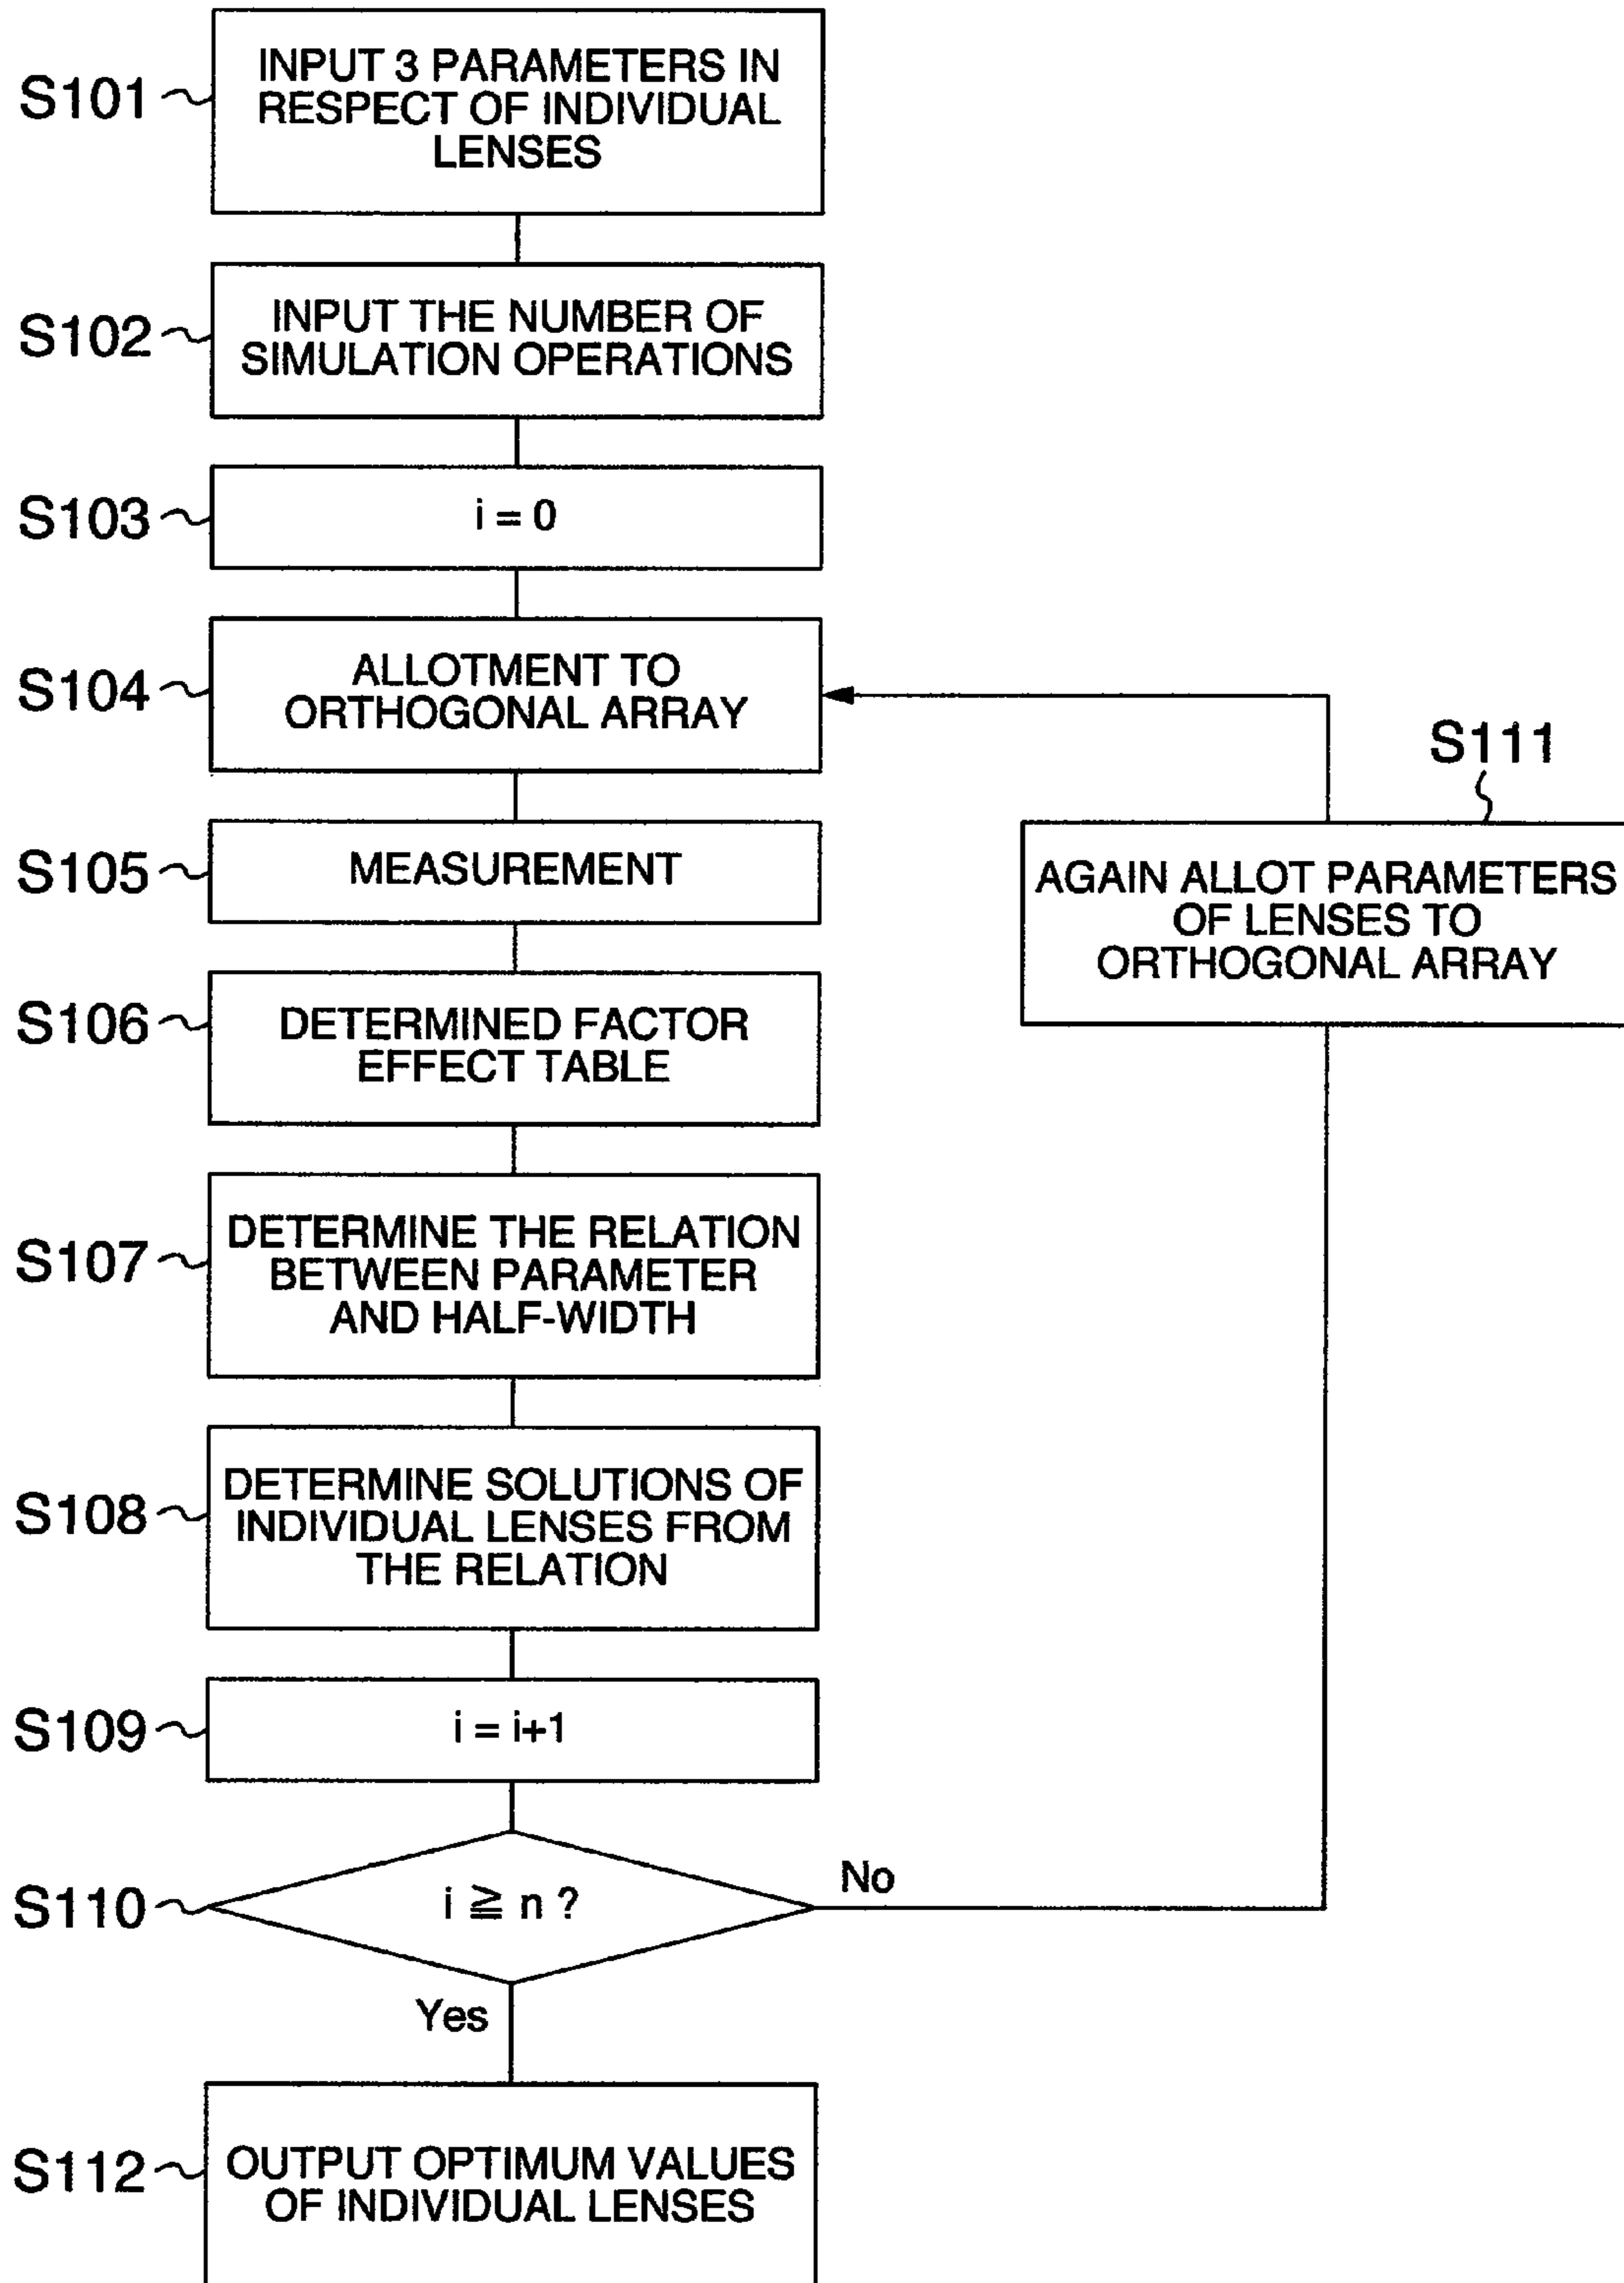 S101
INPUT 3 PARAMETERS IN
RESPECT OF INDIVIDUAL
LENSES
S102
INPUT THE NUMBER OF
SIMULATION OPERATIONS
S103
i = 0
S104
ALLOTMENT TO
ORTHOGONAL ARRAY
S111
AGAIN ALLOT PARAMETERS
OF LENSES TO
ORTHOGONAL ARRAY
S105
MEASUREMENT
S106
DETERMINED FACTOR
EFFECT TABLE
S107
DETERMINE THE RELATION
BETWEEN PARAMETER
AND HALF-WIDTH
S108
DETERMINE SOLUTIONS OF
INDIVIDUAL LENSES FROM
THE RELATION
S109
i = i+1
S110
i ≧ n ?
No
Yes
S112
OUTPUT OPTIMUM VALUES
OF INDIVIDUAL LENSES